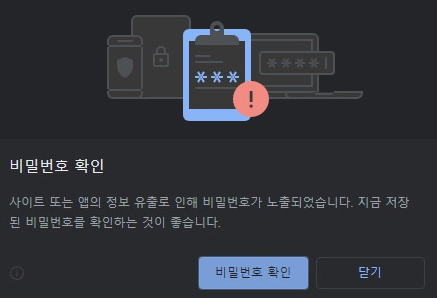 비밀번호 확인
사이트 또는 앱의 정보 유출로 인해 비밀번호가 노출되었습니다. 지금 저장
된 비밀번호를 확인하는 것이 좋습니다.
비밀번호 확인
닫기